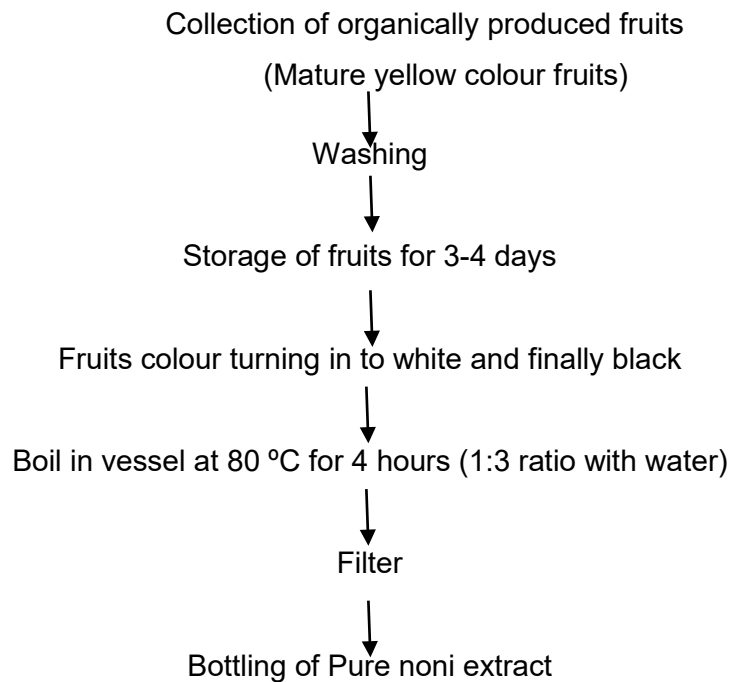 Collection of organically produced fruits
(Mature yellow colour fruits)
Washing
Storage of fruits for 3-4 days
Fruits colour turning in to white and finally black
Boil in vessel at 80 ºC for 4 hours (1:3 ratio with water)
Filter
Bottling of Pure noni extract